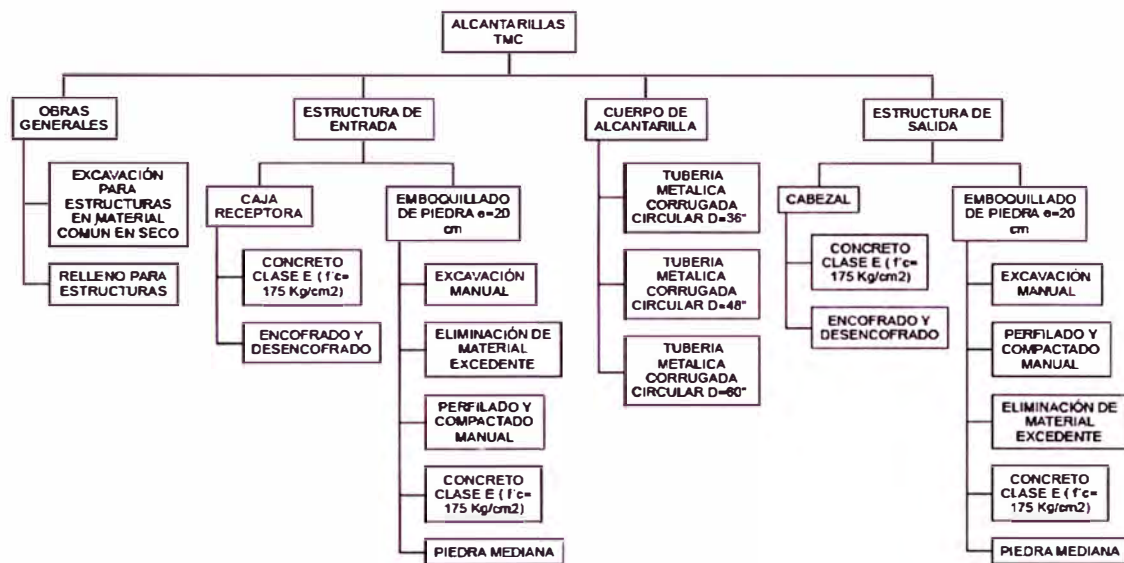 ALCANTARILLAS
TMC
OBRAS
GENERALES
ESTRUCTURA DE
ENTRADA
CUERPO DE
ALCANTARILLA
ESTRUCTURA DE
SALIDA
EXCAVACIÓN
PARA
ESTRUCTURAS
EN MATERIAL
COMUN EN SECO
RELLENO PARA
ESTRUCTURAS
CAJA
RECEPTORA
CONCRETO
CLASE E ( f'c=
175 Kg/cm2)
ENCOFRADO Y
DESENCOFRADO
EMBOQUILLADO
DE PIEDRA e=20
cm
EXCAVACIÓN
MANUAL
ELIMINACIÓN DE
MATERIAL
EXCEDENTE
PERFILADO Y
COMPACTADO
MANUAL
CONCRETO
CLASE E ( f'c=
175 Kg/cm2)
PIEDRA MEDIANA
TUBERIA
METALICA
CORRUGADA
CIRCULAR D=36"
TUBERIA
METALICA
CORRUGADA
CIRCULAR D=48"
TUBERIA
METALICA
CORRUGADA
CIRCULAR D=60"
CABEZAL
CONCRETO
CLASE E ( f'c=
175 Kg/cm2)
ENCOFRADO Y
DESENCOFRADO
EMBOQUILLADO
DE PIEDRA e=20
cm
EXCAVACIÓN
MANUAL
PERFILADO Y
COMPACTADO
MANUAL
ELIMINACIÓN DE
MATERIAL
EXCEDENTE
CONCRETO
CLASE E ( f'c=
175 Kg/cm2)
PIEDRA MEDIANA